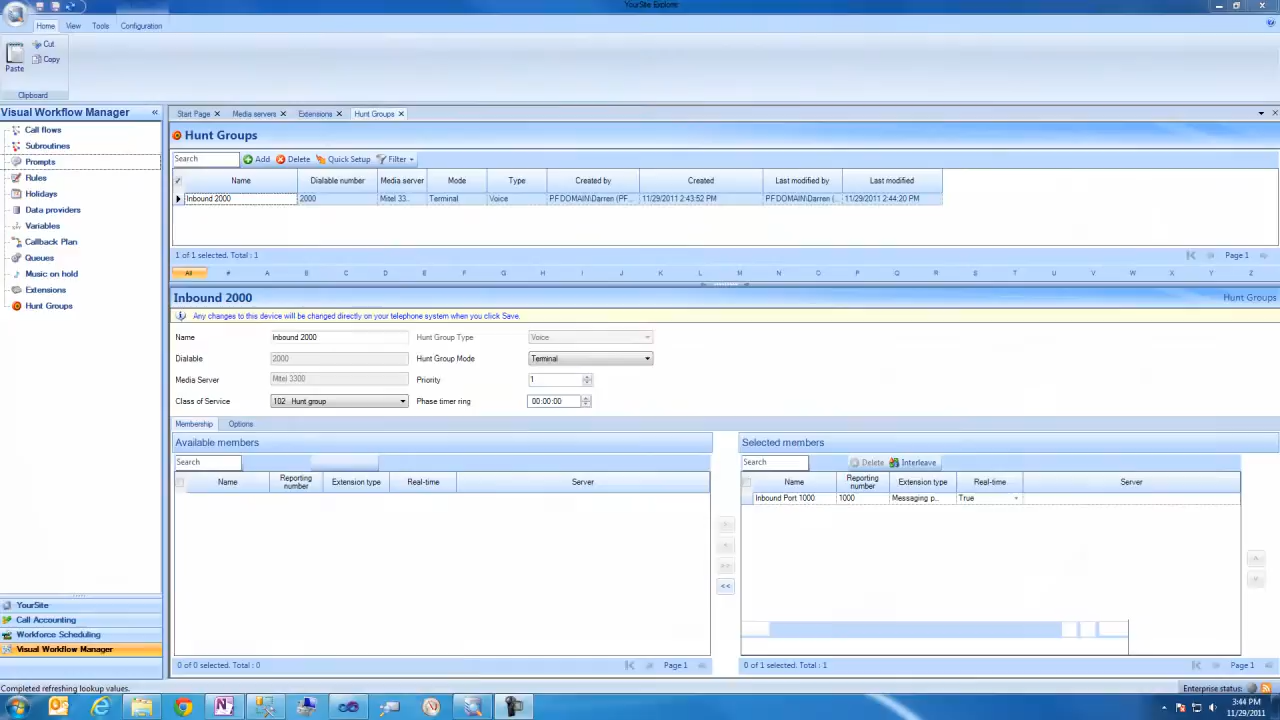 YourSite Explorer
Home View Tools Configuration
Cut
Copy
Paste
Clipboard
Visual Workflow Manager «
Call flows
Subroutines
Prompts
Rules
Holidays
Data providers
Variables
Callback Plan
Queues
Music on hold
Extensions
Hunt Groups
YourSite
Call Accounting
Workforce Scheduling
Visual Workflow Manager
Start Page Media servers Extensions Hunt Groups
Hunt Groups
Search Add Delete Quick Setup Filter
Name Dialable number Media server Mode Type Created by Created Last modified by Last modified
Inbound 2000 2000 Mitel 33.. Terminal Voice PFDOMAIN\Darren (PF... 11/29/2011 2:43:52 PM PFDOMAIN\Darren (... 11/29/2011 2:44:20 PM
1 of 1 selected. Total : 1 Page 1
All # A B C D E F G H I J K L M N O P Q R S T U V W X Y Z
Inbound 2000 Hunt Groups
Any changes to this device will be changed directly on your telephone system when you click Save.
Name Inbound 2000 Hunt Group Type Voice
Dialable 2000 Hunt Group Mode Terminal
Media Server Mitel 3300 Priority 1
Class of Service 102 Hunt group Phase timer ring 00:00:00
Membership Options
Available members
Search
Name Reporting number Extension type Real-time Server
0 of 0 selected. Total : 0 Page 1
<<
Selected members
Search Delete Interleave
Name Reporting number Extension type Real-time Server
Inbound Port 1000 1000 Messaging p... True
0 of 1 selected. Total : 1 Page 1
Completed refreshing lookup values. Enterprise status:
3:44 PM
11/29/2011